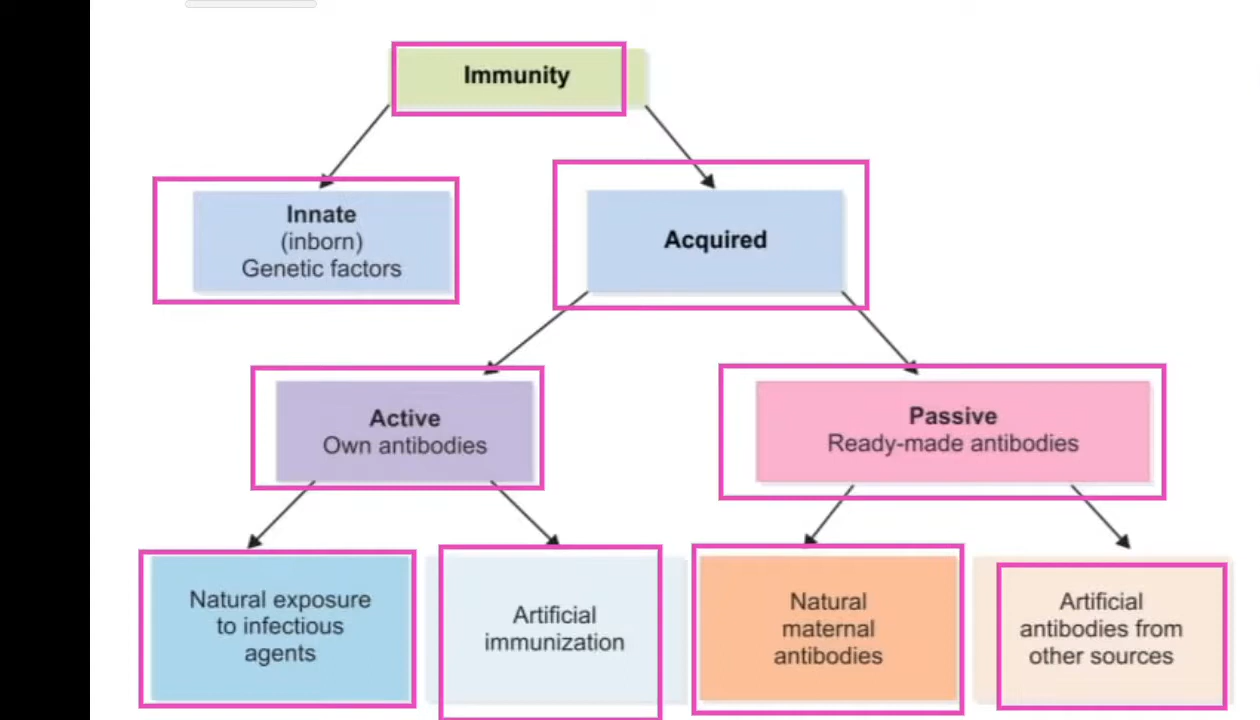 Immunity
Innate
(inborn)
Genetic factors
Acquired
Active
Own antibodies
Passive
Ready-made antibodies
Natural exposure
to infectious
agents
Artificial
immunization
Natural
maternal
antibodies
Artificial
antibodies from
other sources